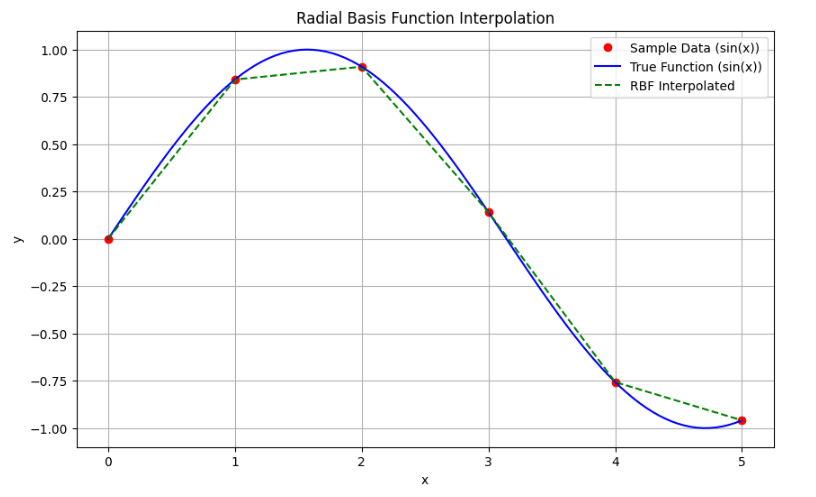 Radial Basis Function Interpolation
Sample Data (sin(x))
True Function (sin(x))
RBF Interpolated
1.00
0.75
0.50
0.25
0.00
−0.25
−0.50
−0.75
−1.00
y
0 1 2 3 4 5
x